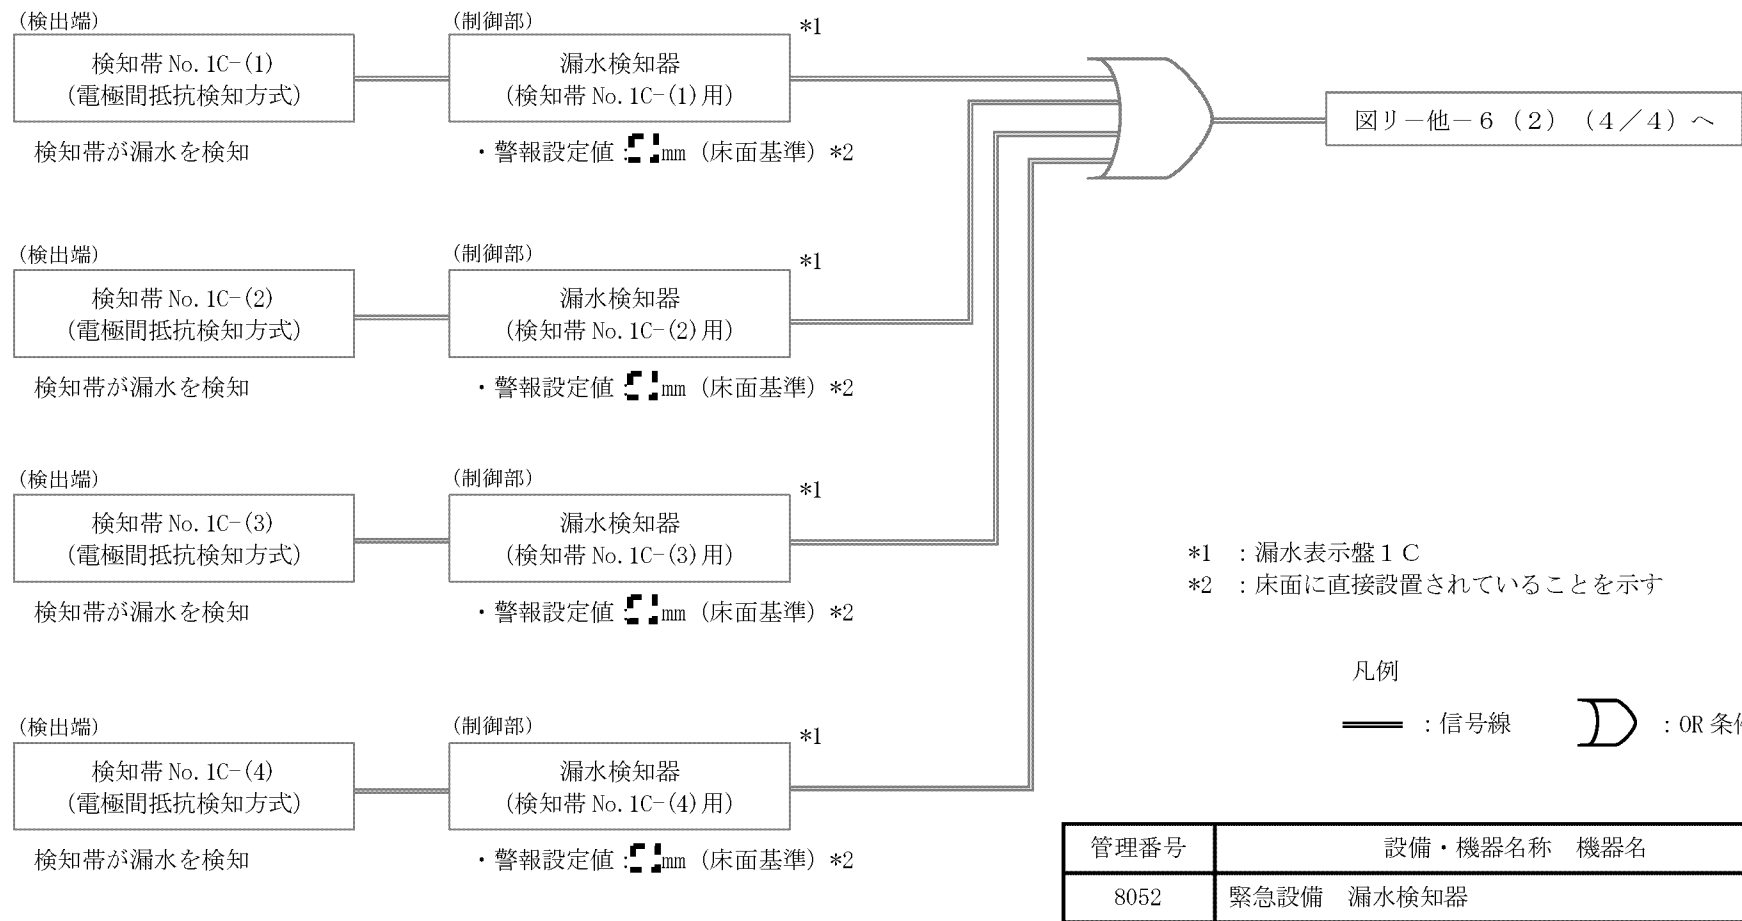 (検出端)
(制御部)
*1
検知帯 No. 1C-(1)
(電極間抵抗検知方式)
漏水検知器
(検知帯 No. 1C-(1)用)
図リ－他－6 (2) (4／4) へ
検知帯が漏水を検知
・警報設定値: mm (床面基準) *2
(検出端)
(制御部)
*1
検知帯 No. 1C-(2)
(電極間抵抗検知方式)
漏水検知器
(検知帯 No. 1C-(2)用)
検知帯が漏水を検知
・警報設定値: mm (床面基準) *2
(検出端)
(制御部)
*1
検知帯 No. 1C-(3)
(電極間抵抗検知方式)
漏水検知器
(検知帯 No. 1C-(3)用)
検知帯が漏水を検知
・警報設定値: mm (床面基準) *2
*1 : 漏水表示盤１Ｃ
*2 : 床面に直接設置されていることを示す
凡例
: 信号線
: OR 条
(検出端)
(制御部)
*1
検知帯 No. 1C-(4)
(電極間抵抗検知方式)
漏水検知器
(検知帯 No. 1C-(4)用)
検知帯が漏水を検知
・警報設定値: mm (床面基準) *2
管理番号 設備・機器名称 機器名
8052 緊急設備 漏水検知器